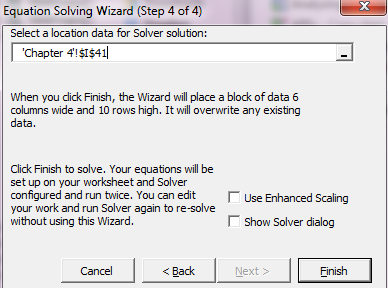 Equation Solving Wizard (Step 4 of 4)
Select a location data for Solver solution:
'Chapter 4'!$I$41
When you click Finish, the Wizard will place a block of data 6
columns wide and 10 rows high. It will overwrite any existing
data.
Click Finish to solve. Your equations will be
set up on your worksheet and Solver
configured and run twice. You can edit
your work and run Solver again to re-solve
without using this Wizard.
Use Enhanced Scaling
Show Solver dialog
Cancel
< Back
Next >
Finish